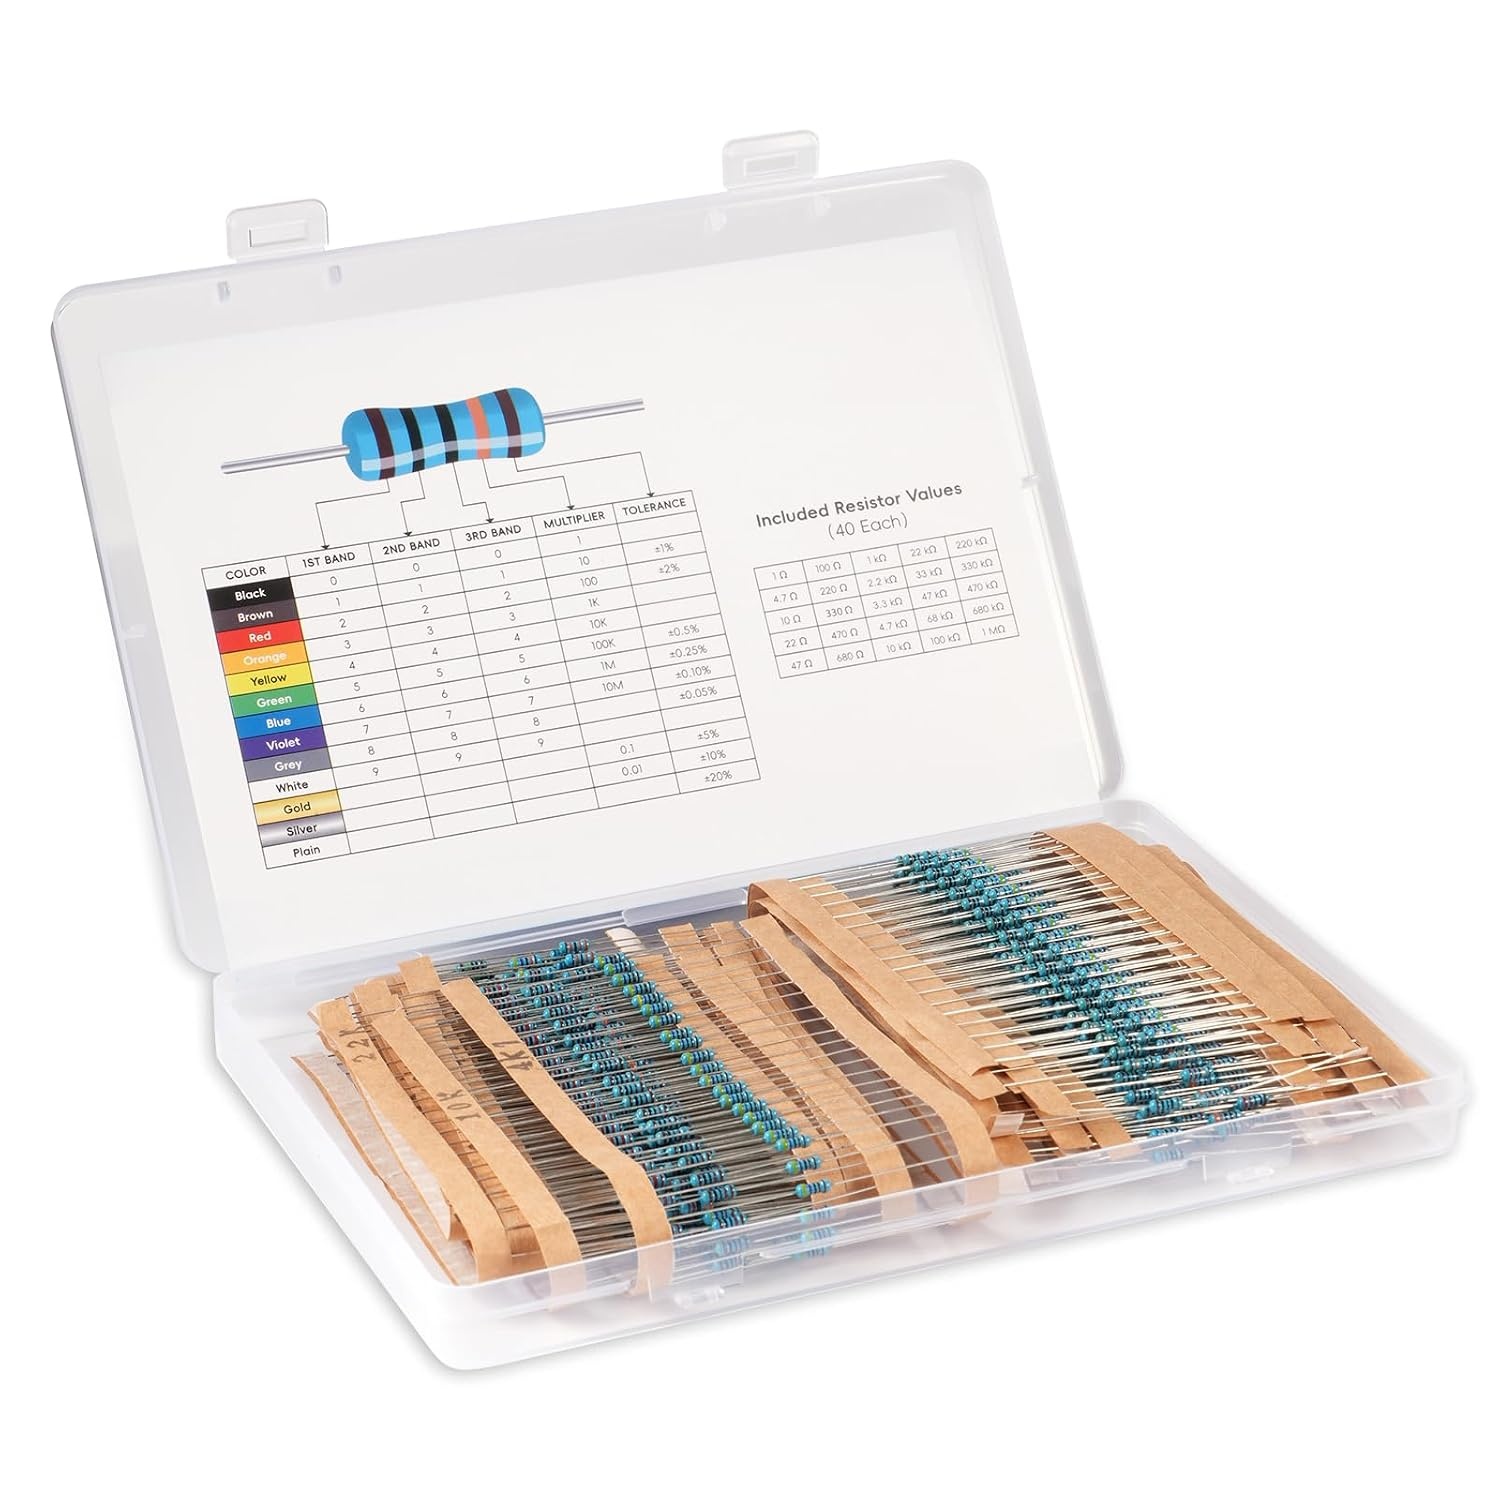 COLOR 1ST BAND 2ND BAND 3RD BAND MULTIPLIER TOLERANCE
Black 0 0 0 1
Brown 1 1 1 10 ±1%
Red 2 2 2 100 ±2%
Orange 3 3 3 1K
Yellow 4 4 4 10K
Green 5 5 5 100K ±0.5%
Blue 6 6 6 1M ±0.25%
Violet 7 7 7 10M ±0.10%
Grey 8 8 8 ±0.05%
White 9 9 9
Gold 0.1 ±5%
Silver 0.01 ±10%
Plain ±20%
Included Resistor Values
(40 Each)
1 Ω 100 Ω 1 kΩ 22 kΩ 220 kΩ
4.7 Ω 220 Ω 2.2 kΩ 33 kΩ 330 kΩ
10 Ω 330 Ω 3.3 kΩ 47 kΩ 470 kΩ
22 Ω 470 Ω 4.7 kΩ 68 kΩ 680 kΩ
47 Ω 680 Ω 10 kΩ 100 kΩ 1 MΩ
22K
10K
4K7